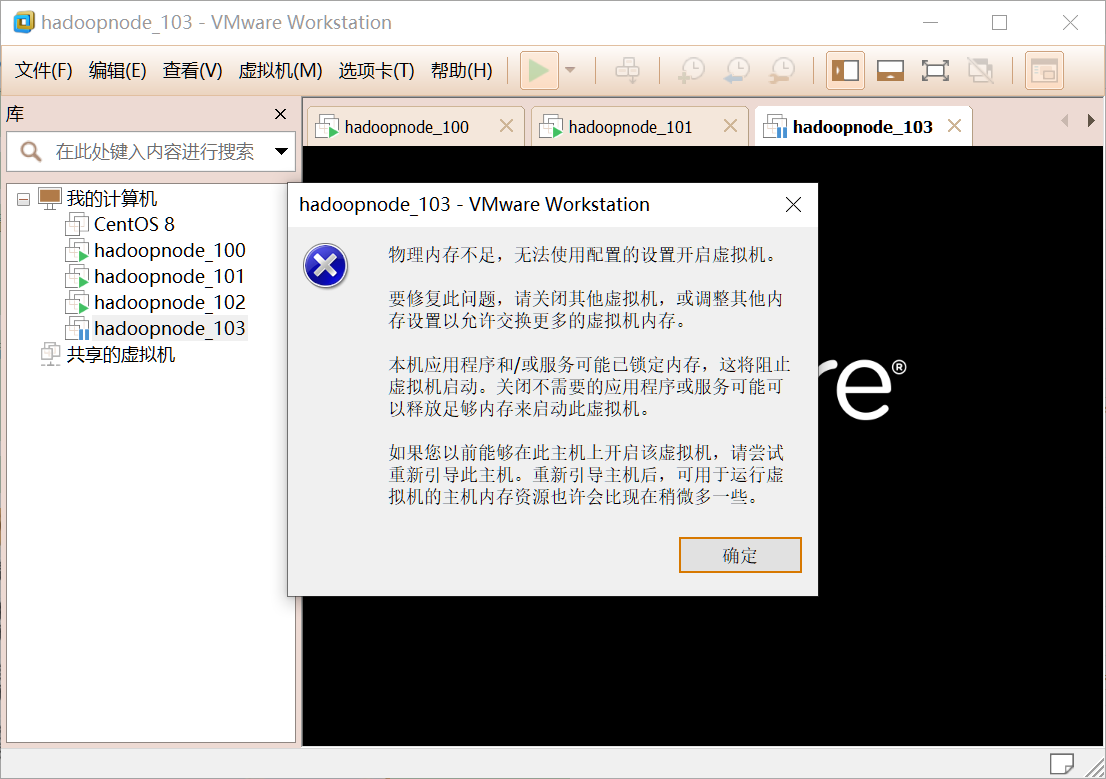 hadoopnode_103 - VMware Workstation
文件(F) 编辑(E) 查看(V) 虚拟机(M) 选项卡(T) 帮助(H)
库
在此处键入内容进行搜索
我的计算机
CentOS 8
hadoopnode_100
hadoopnode_101
hadoopnode_102
hadoopnode_103
共享的虚拟机
hadoopnode_100 hadoopnode_101 hadoopnode_103
re®
hadoopnode_103 - VMware Workstation
物理内存不足，无法使用配置的设置开启虚拟机。
要修复此问题，请关闭其他虚拟机，或调整其他内
存设置以允许交换更多的虚拟机内存。
本机应用程序和/或服务可能已锁定内存，这将阻止
虚拟机启动。关闭不需要的应用程序或服务可能可
以释放足够内存来启动此虚拟机。
如果您以前能够在此主机上开启该虚拟机，请尝试
重新引导此主机。重新引导主机后，可用于运行虚
拟机的主机内存资源也许会比现在稍微多一些。
确定